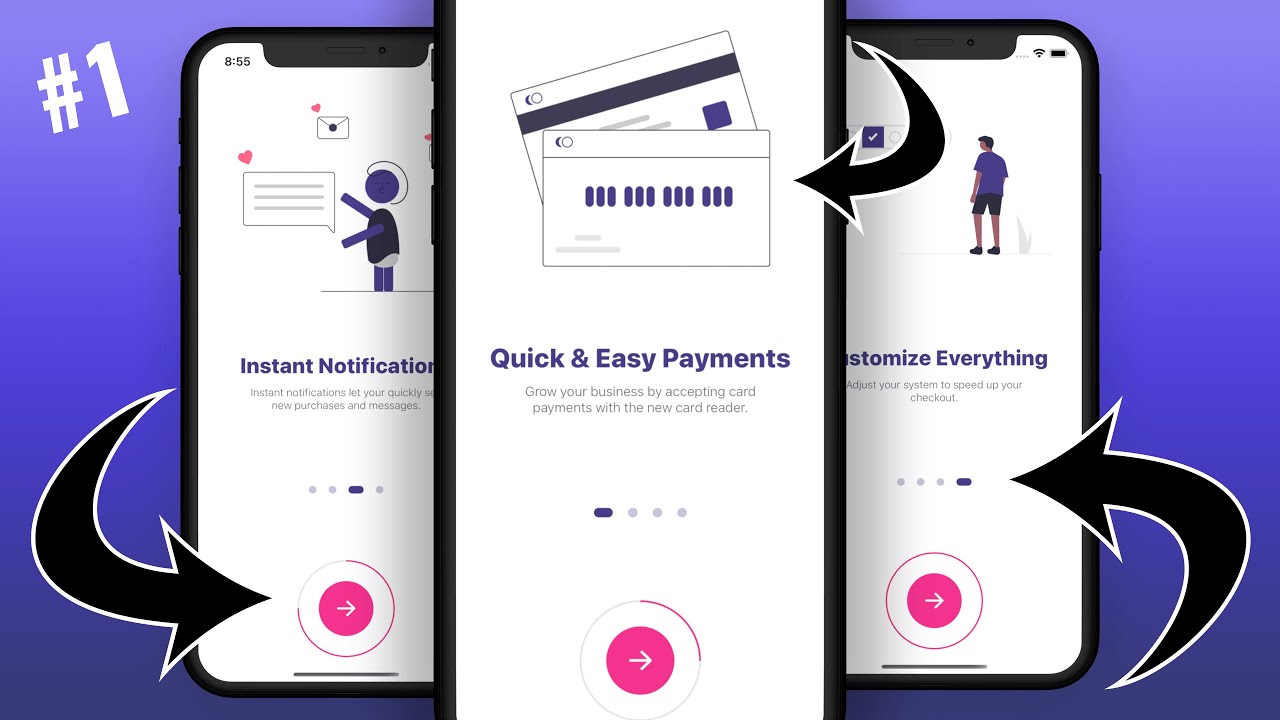 #1
8:55
Instant Notification
Instant notifications let your quickly se
new purchases and messages.
Quick & Easy Payments
Grow your business by accepting card
payments with the new card reader.
ustomize Everything
Adjust your system to speed up your
checkout.